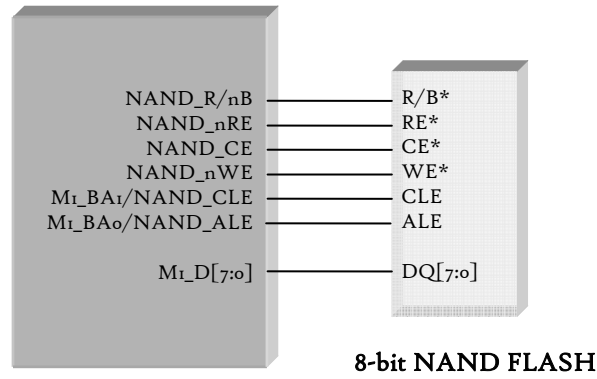 NAND_R/nB R/B*
NAND_nRE RE*
NAND_CE CE*
NAND_nWE WE*
M1_BA1/NAND_CLE CLE
M1_BA0/NAND_ALE ALE
M1_D[7:0] DQ[7:0]
8-bit NAND FLASH